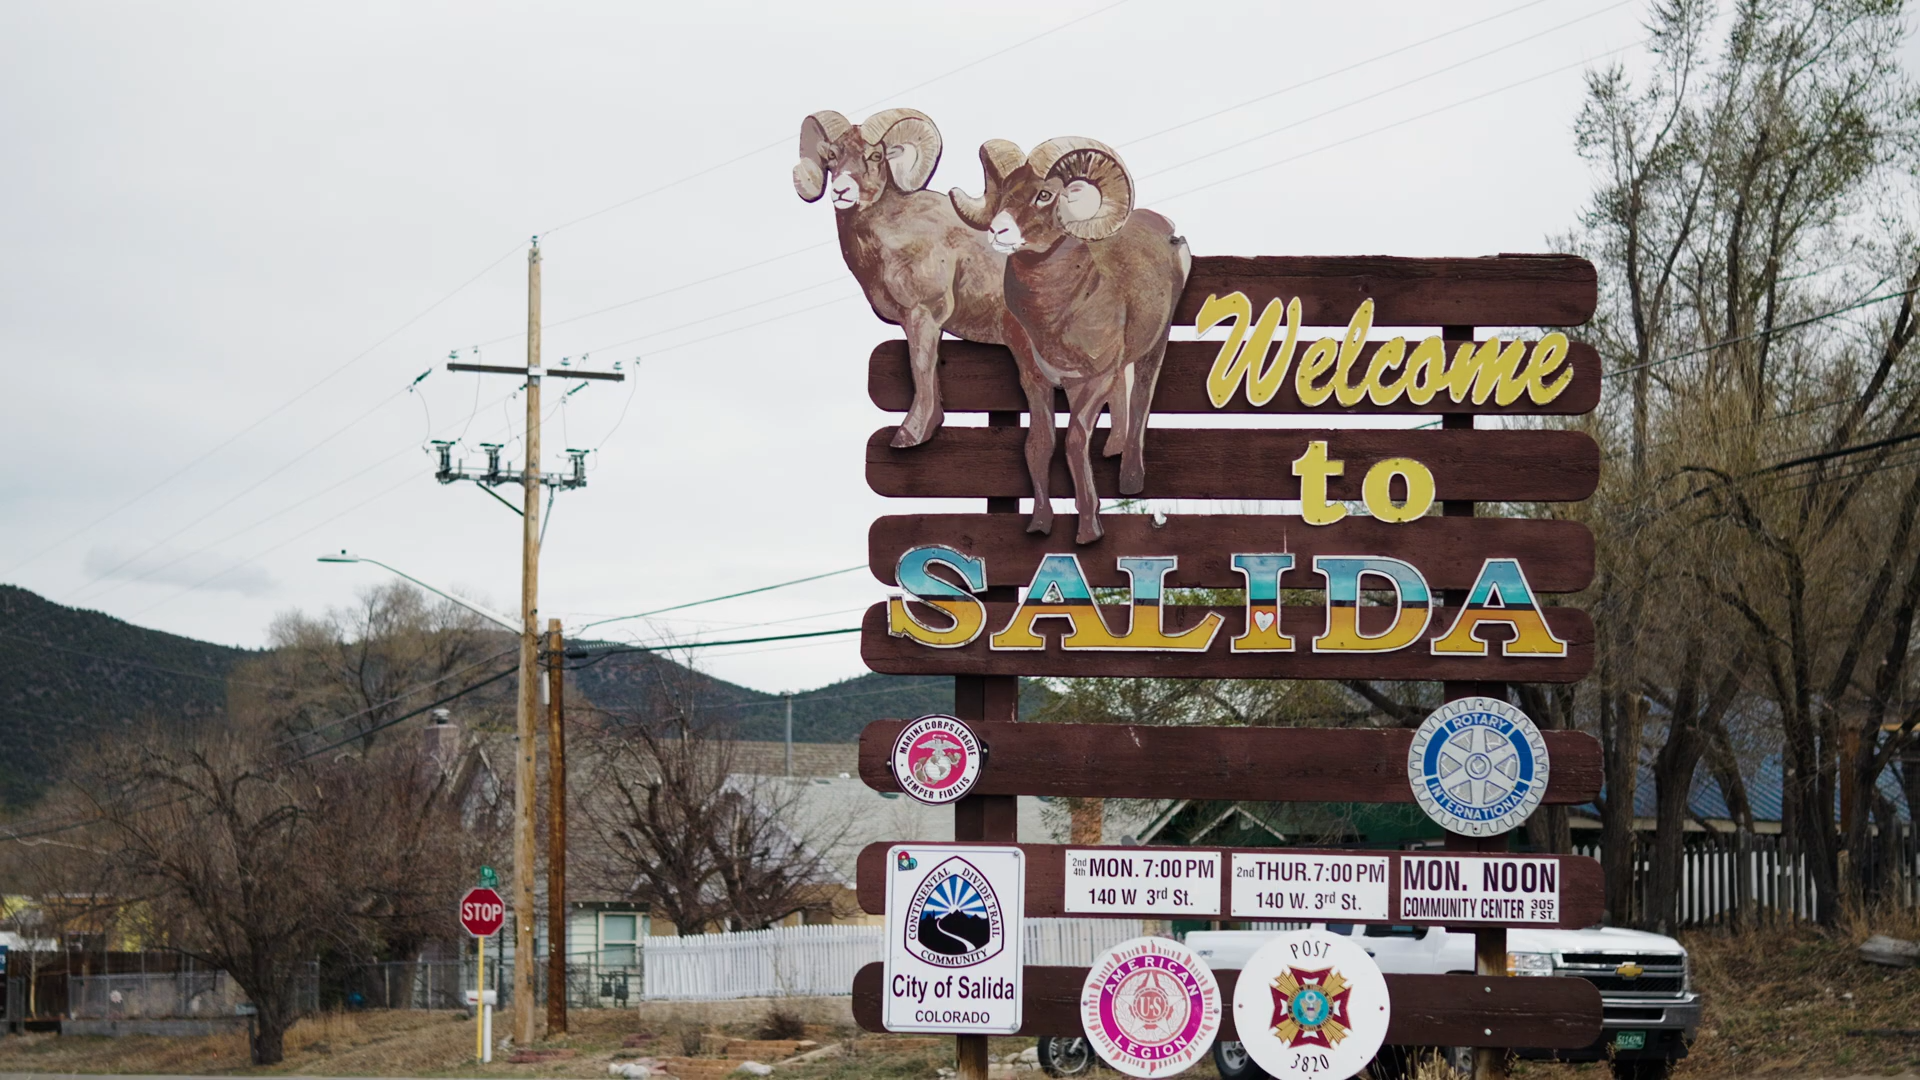 Welcome
to
SALIDA
MARINE CORPS LEAGUE
SEMPER FIDELIS
ROTARY
INTERNATIONAL
CONTINENTAL DIVIDE TRAIL
COMMUNITY
City of Salida
COLORADO
2nd 4th MON. 7:00 PM
140 W 3rd St.
2nd THUR. 7:00 PM
140 W. 3rd St.
MON. NOON
COMMUNITY CENTER 305 F ST.
STOP
AMERICAN
U.S
LEGION
POST
3820